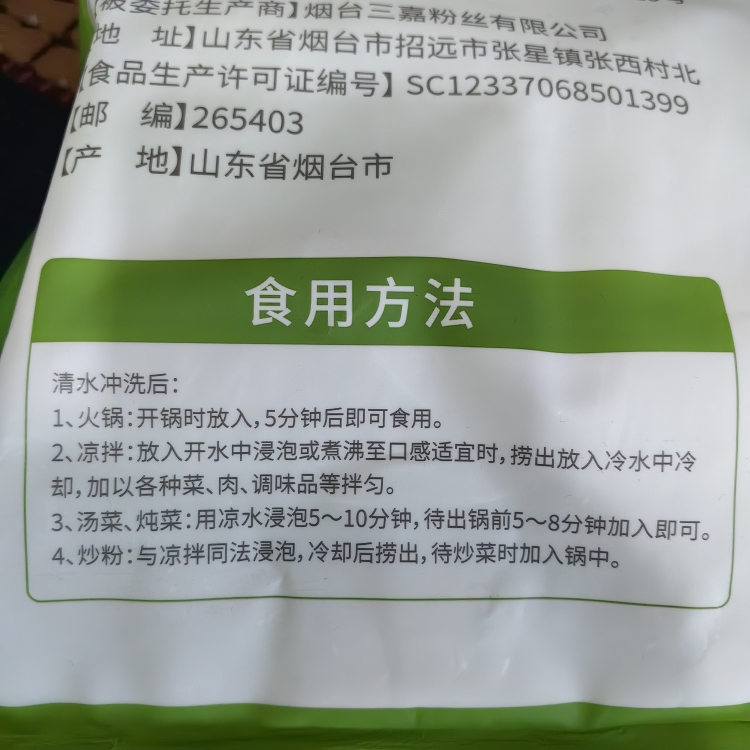 【被委托生产商】烟台三嘉粉丝有限公司
【地 址】山东省烟台市招远市张星镇张西村北
【食品生产许可证编号】SC12337068501399
【邮 编】265403
【产 地】山东省烟台市
食用方法
清水冲洗后:
1、火锅:开锅时放入,5分钟后即可食用。
2、凉拌:放入开水中浸泡或煮沸至口感适宜时,捞出放入冷水中冷
却,加以各种菜、肉、调味品等拌匀。
3、汤菜、炖菜:用凉水浸泡5~10分钟,待出锅前5~8分钟加入即可。
4、炒粉:与凉拌同法浸泡,冷却后捞出,待炒菜时加入锅中。